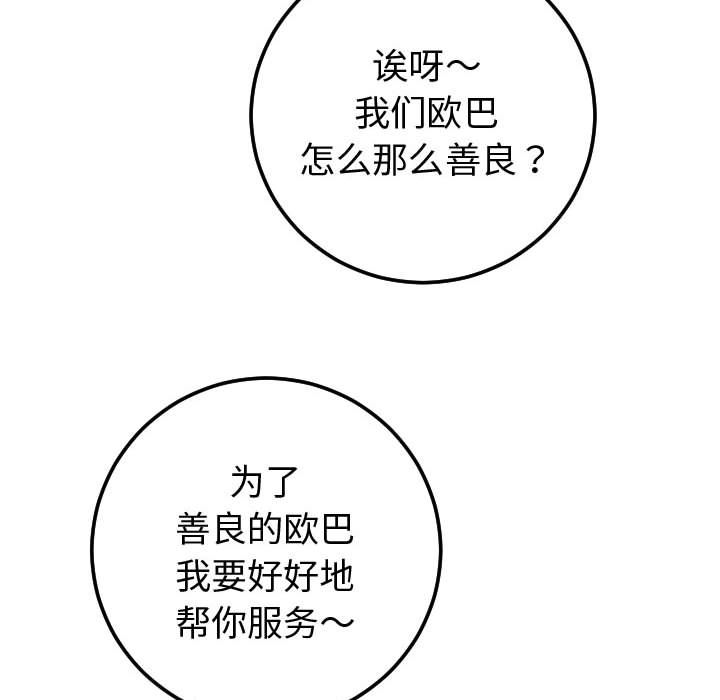 诶呀～
我们欧巴
怎么那么善良？
为了
善良的欧巴
我要好好地
帮你服务～